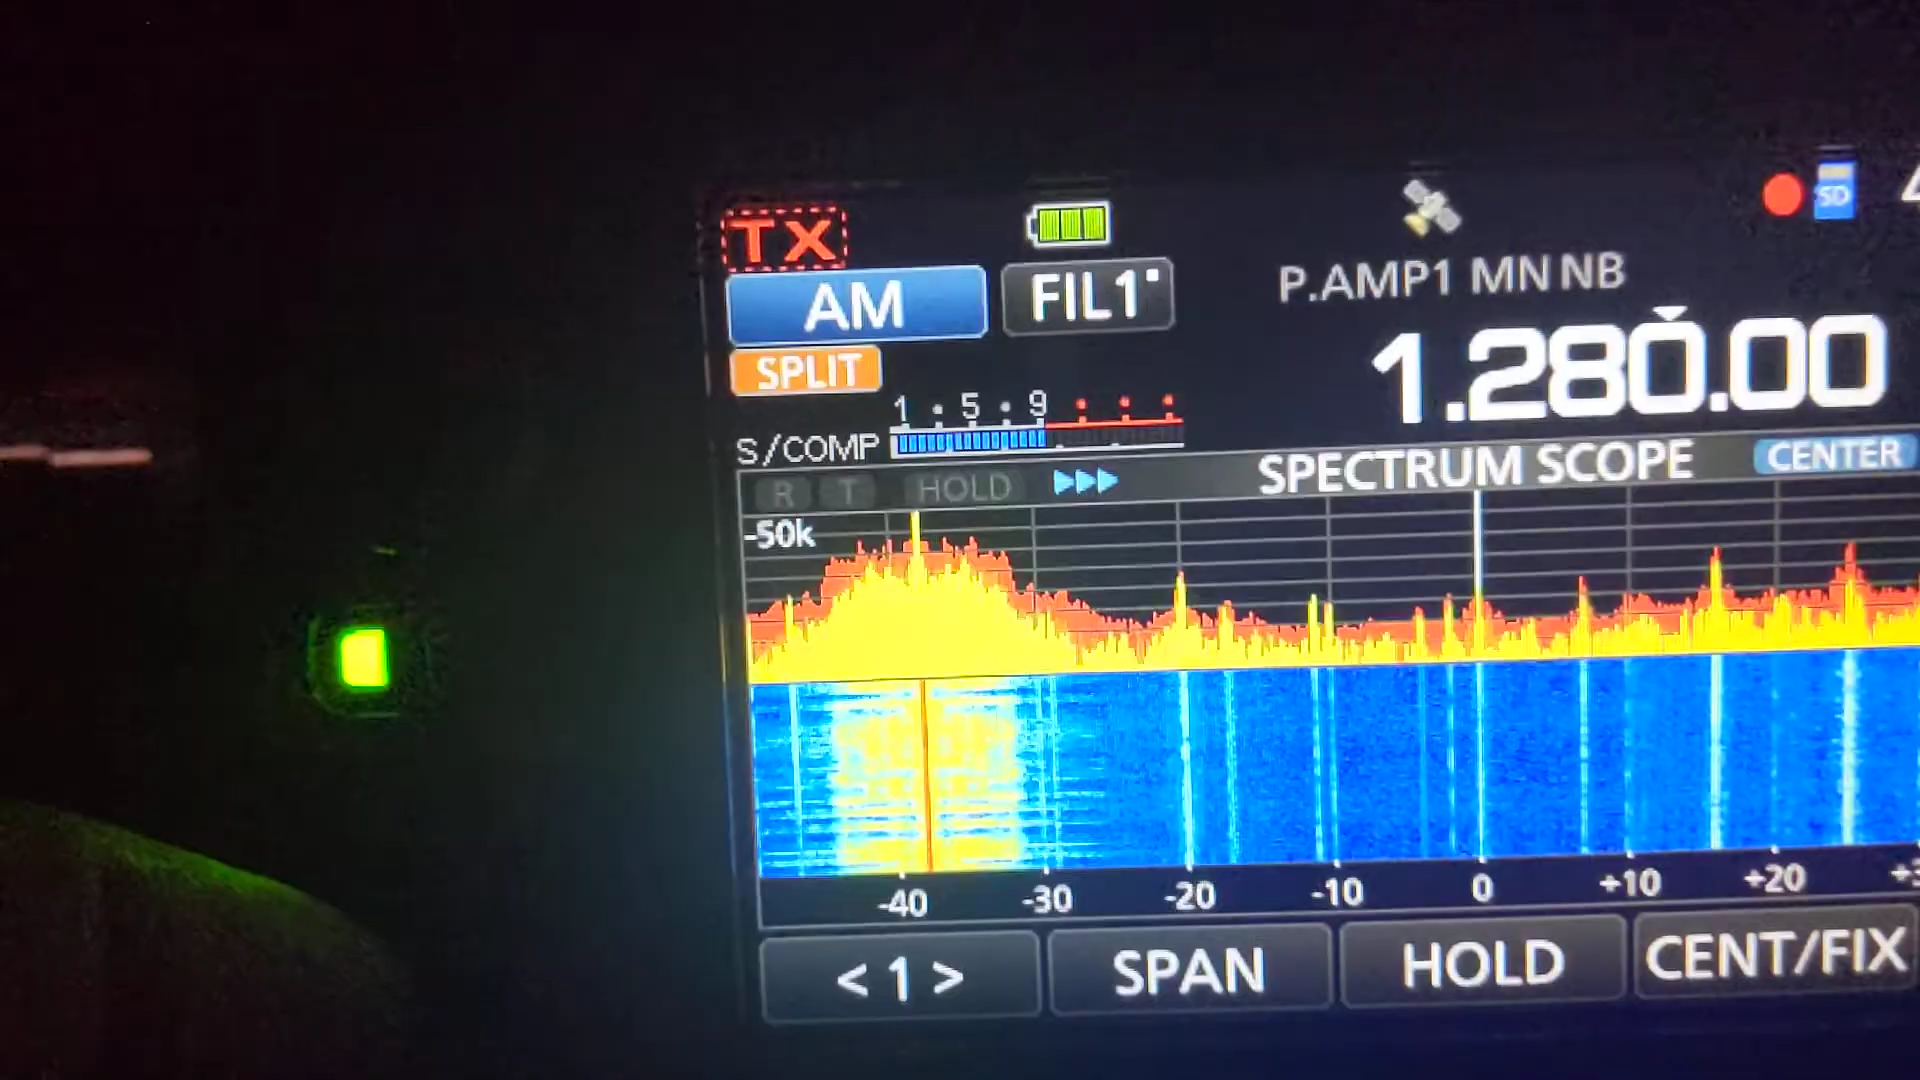 TX
SD
AM FIL1
P.AMP1 MN NB
SPLIT
1.280.00
1 5 9
S/COMP
R T HOLD
SPECTRUM SCOPE CENTER
-50k
-40 -30 -20 -10 0 +10 +20
< 1 > SPAN HOLD CENT/FIX